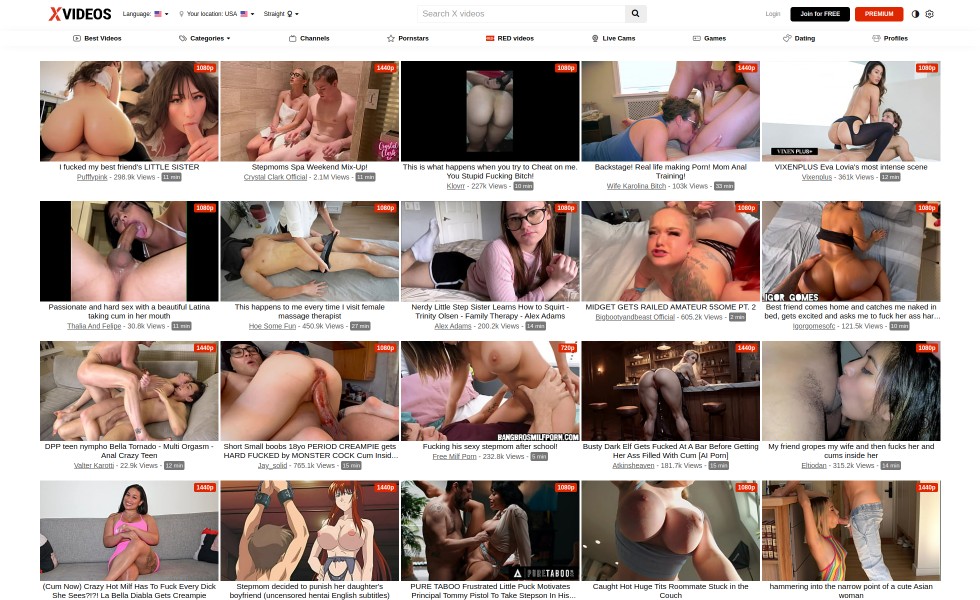 XVIDEOS
Language:
Your location: USA
Straight
Search X videos
Login
Join for FREE
PREMIUM
Best Videos
Categories
Channels
Pornstars
RED videos
Live Cams
Games
Dating
Profiles
1080p
I fucked my best friend's LITTLE SISTER
Pufffypink - 298.9k Views - 11 min
1440p
Crystal Clark
Stepmoms Spa Weekend Mix-Up!
Crystal Clark Official - 2.1M Views - 11 min
1080p
This is what happens when you try to Cheat on me.
You Stupid Fucking Bitch!
Klovrr - 227k Views - 10 min
1440p
Backstage! Real life making Porn! Mom Anal
Training!
Wife Karolina Bitch - 103k Views - 33 min
1080p
VIXEN PLUS+
VIXENPLUS Eva Lovia's most intense scene
Vixenplus - 361k Views - 12 min
1080p
Passionate and hard sex with a beautiful Latina
taking cum in her mouth
Thalia And Felipe - 30.8k Views - 11 min
1080p
This happens to me every time I visit female
massage therapist
Hoe Some Fun - 450.9k Views - 27 min
1080p
Nerdy Little Step Sister Learns How to Squirt -
Trinity Olsen - Family Therapy - Alex Adams
Alex Adams - 200.2k Views - 14 min
1080p
MIDGET GETS RAILED AMATEUR 5SOME PT. 2
Bigbootyandbeast Official - 605.2k Views - 2 min
1080p
IGOR GOMES
Best friend comes home and catches me naked in
bed, gets excited and asks me to fuck her ass har...
Igorgomesofc - 121.5k Views - 10 min
1440p
DPP teen nympho Bella Tornado - Multi Orgasm -
Anal Crazy Teen
Valter Karotti - 22.9k Views - 12 min
1080p
Short Small boobs 18yo PERIOD CREAMPIE gets
HARD FUCKED by MONSTER COCK Cum Insid...
Jay_solid - 765.1k Views - 15 min
720p
BANGBROSMILFPORN.COM
Fucking his sexy stepmom after school!
Free Milf Porn - 232.8k Views - 5 min
1440p
Busty Dark Elf Gets Fucked At A Bar Before Getting
Her Ass Filled With Cum [AI Porn]
Atkinsheaven - 181.7k Views - 15 min
1080p
My friend gropes my wife and then fucks her and
cums inside her
Elnodan - 315.2k Views - 14 min
1440p
(Cum Now) Crazy Hot Milf Has To Fuck Every Dick
She Sees?!?! La Bella Diabla Gets Creampie
1440p
Stepmom decided to punish her daughter's
boyfriend (uncensored hentai English subtitles)
1080p
PURETABOO
PURE TABOO Frustrated Little Puck Motivates
Principal Tommy Pistol To Take Stepson In His...
1080p
Caught Hot Huge Tits Roommate Stuck in the
Couch
1440p
hammering into the narrow point of a cute Asian
woman